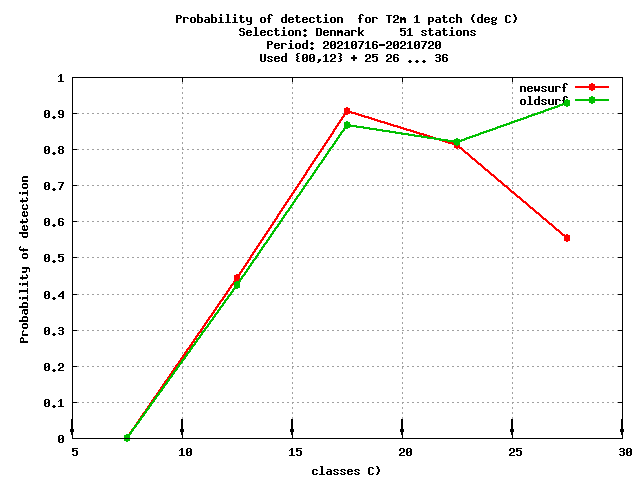 Probability of detection  for T2m 1 patch (deg C)
Selection: Denmark     51 stations
Period: 20210716-20210720
Used {00,12} + 25 26 ... 36
newsurf
oldsurf
1
0.9
0.8
0.7
0.6
0.5
0.4
0.3
0.2
0.1
0
Probability of detection
5 10 15 20 25 30
classes C)